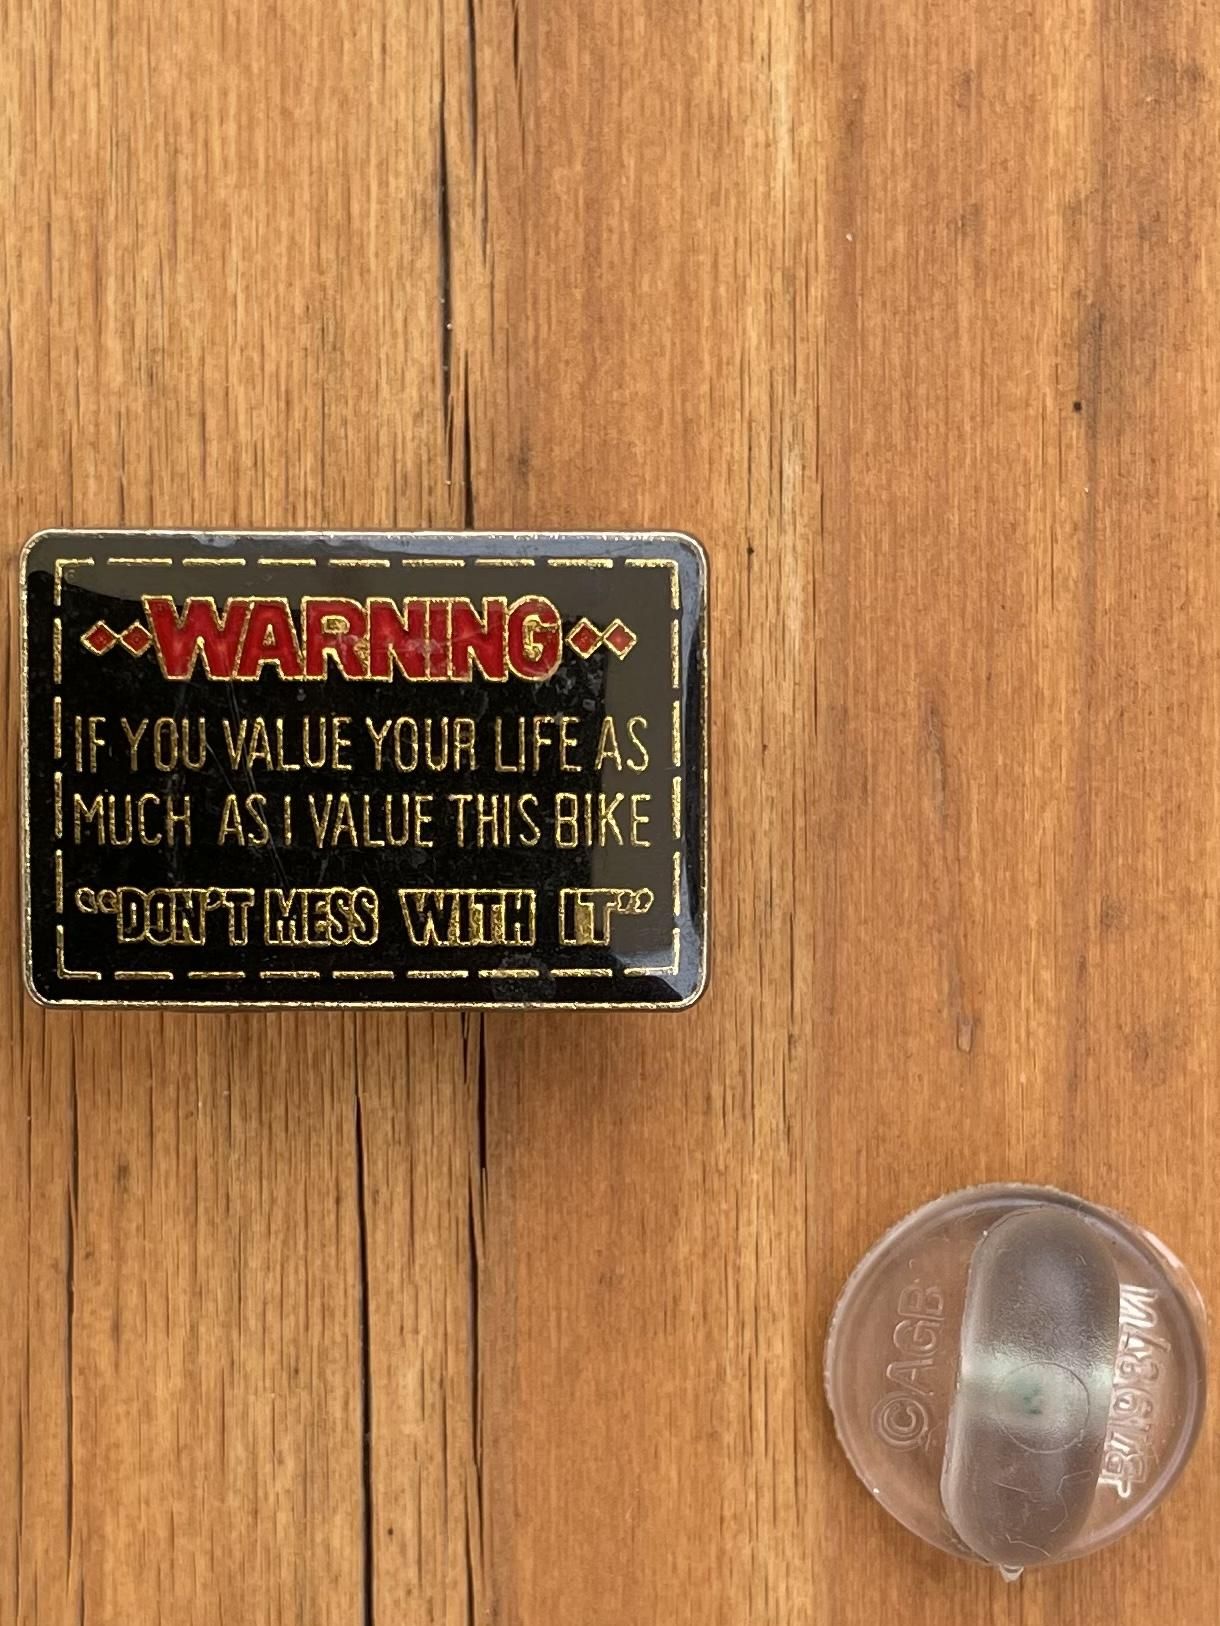 WARNING
IF YOU VALUE YOUR LIFE AS
MUCH AS I VALUE THIS BIKE
“DON'T MESS WITH IT”
©AGB